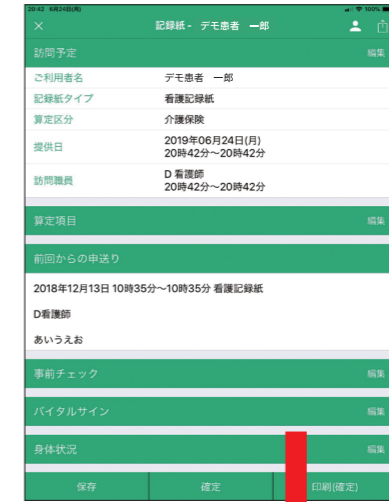 20:42 6月24日(月) 100%
× 記録紙 - デモ患者 一郎
訪問予定 編集
ご利用者名 デモ患者 一郎
記録紙タイプ 看護記録紙
算定区分 介護保険
提供日 2019年06月24日(月)
20時42分～20時42分
訪問職員 D 看護師
20時42分～20時42分
算定項目 編集
前回からの申送り
2018年12月13日 10時35分～10時35分 看護記録紙
D看護師
あいうえお
事前チェック 編集
バイタルサイン 編集
身体状況 編集
保存 確定 印刷(確定)